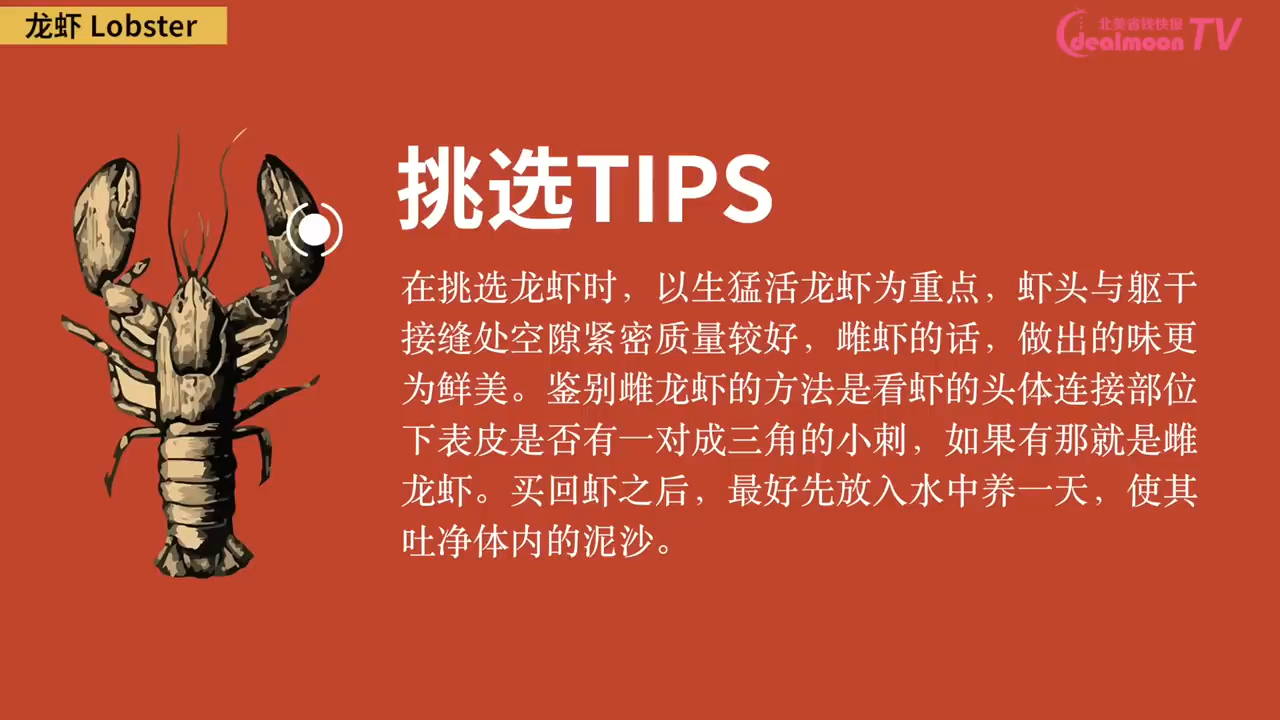 龙虾 Lobster
北美省钱快报
dealmoon TV
挑选TIPS
在挑选龙虾时，以生猛活龙虾为重点，虾头与躯干
接缝处空隙紧密质量较好，雌虾的话，做出的味更
为鲜美。鉴别雌龙虾的方法是看虾的头体连接部位
下表皮是否有一对成三角的小刺，如果有那就是雌
龙虾。买回虾之后，最好先放入水中养一天，使其
吐净体内的泥沙。